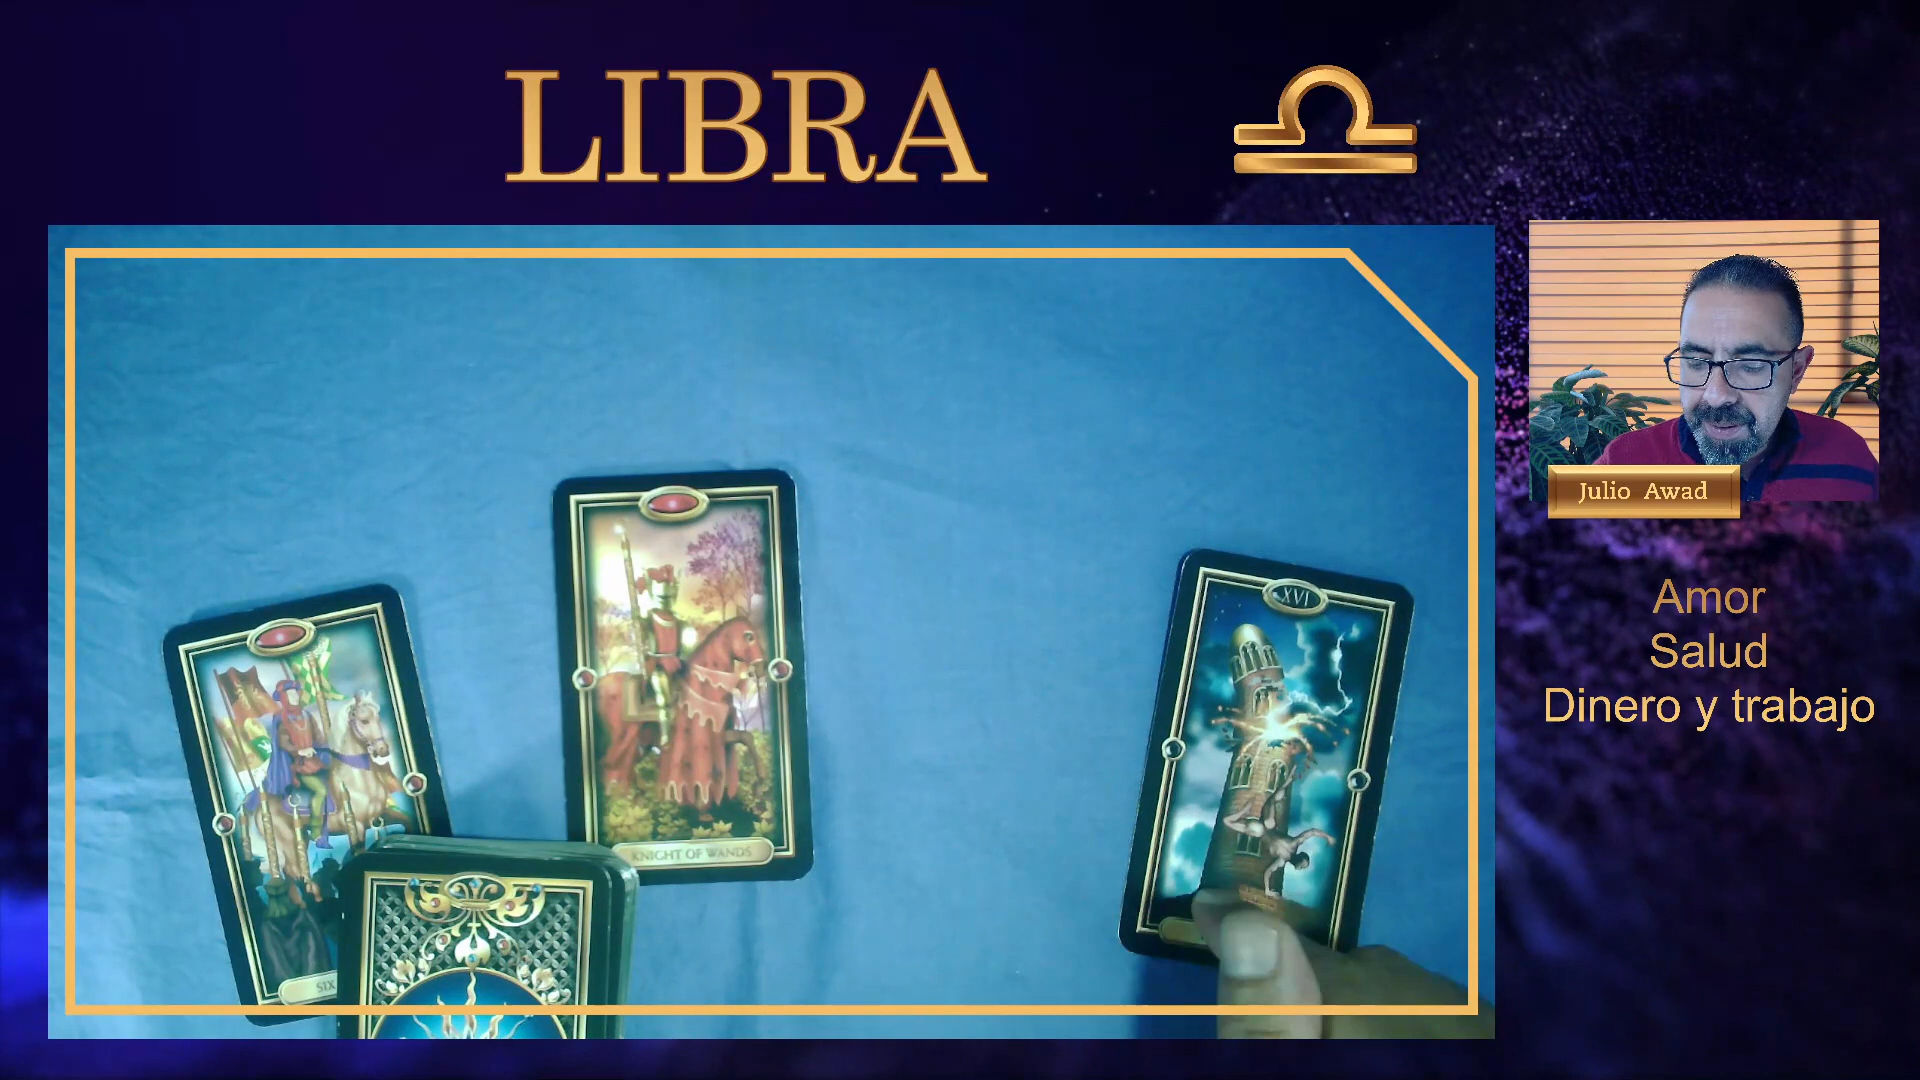 LIBRA
XVI
KNIGHT OF WANDS
SIX
Julio Awad
Amor
Salud
Dinero y trabajo